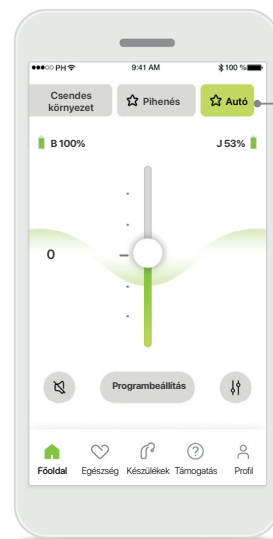 PH 9:41 AM 100 %
Csendes környezet
Pihenés
Autó
B 100% J 53%
0
Programbeállítás
Főoldal Egészség Készülékek Támogatás Profil